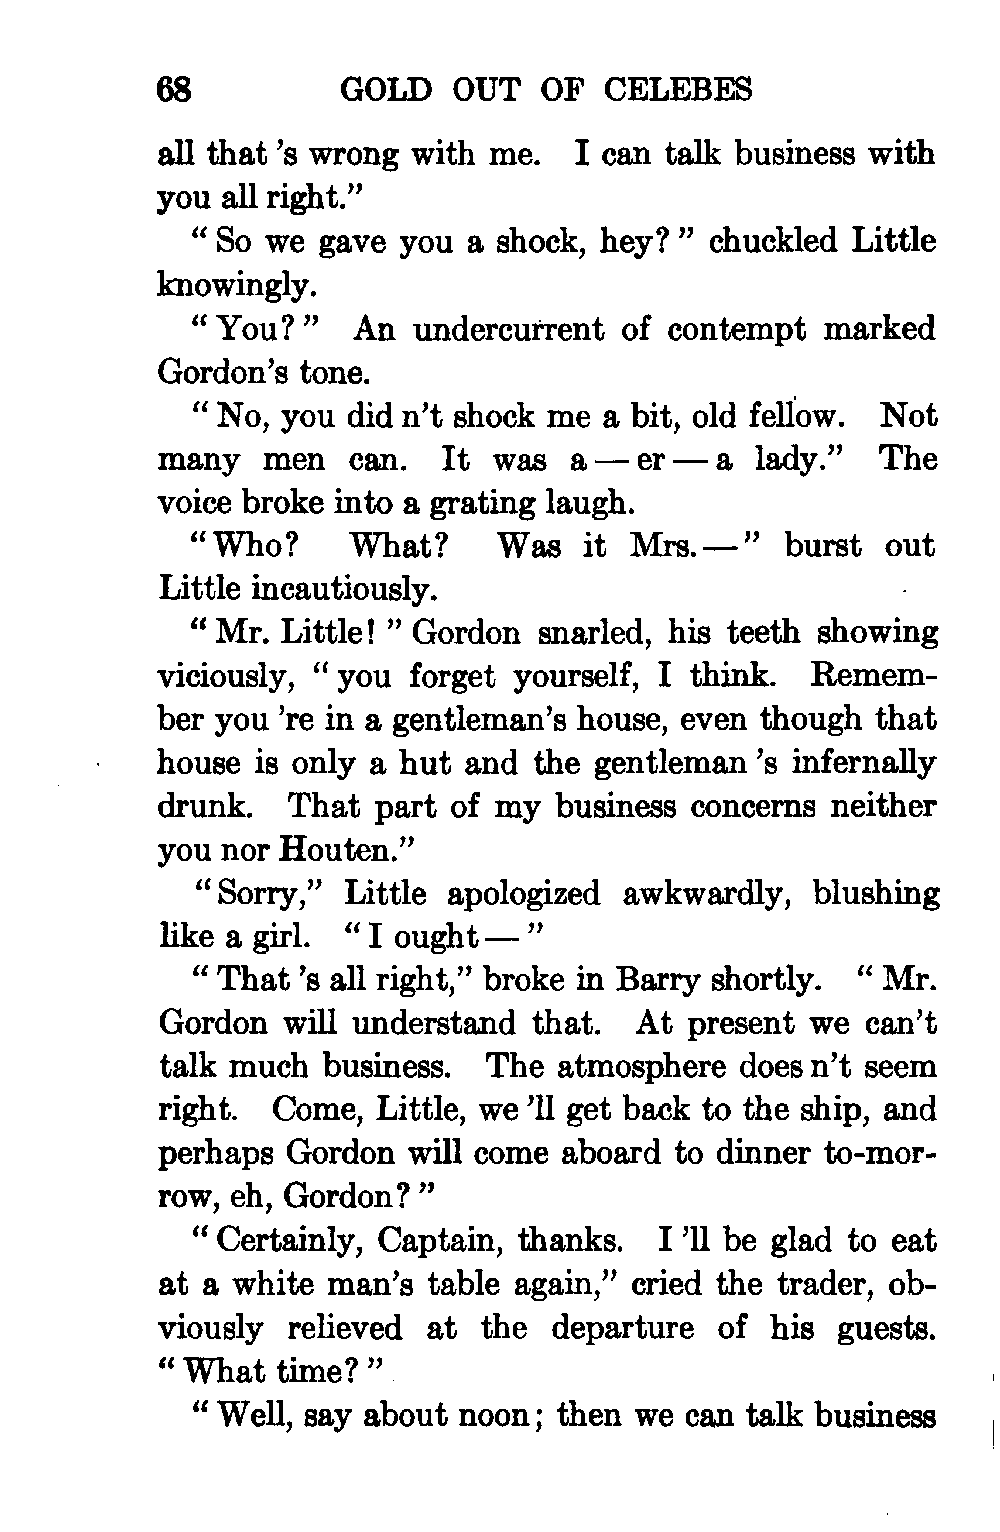 68 GOLD OUT OF CELEBES
all that 's wrong with me. I can talk business with
you all right."
" So we gave you a shock, hey? " chuckled Little
knowingly.
" You? " An undercurrent of contempt marked
Gordon's tone.
" No, you did n't shock me a bit, old fellow. Not
many men can. It was a — er — a lady." The
voice broke into a grating laugh.
" Who? What? Was it Mrs. — " burst out
Little incautiously.
" Mr. Little! " Gordon snarled, his teeth showing
viciously, " you forget yourself, I think. Remem-
ber you 're in a gentleman's house, even though that
house is only a hut and the gentleman 's infernally
drunk. That part of my business concerns neither
you nor Houten."
" Sorry," Little apologized awkwardly, blushing
like a girl. " I ought — "
" That 's all right," broke in Barry shortly. " Mr.
Gordon will understand that. At present we can't
talk much business. The atmosphere does n't seem
right. Come, Little, we 'll get back to the ship, and
perhaps Gordon will come aboard to dinner to-mor-
row, eh, Gordon? "
" Certainly, Captain, thanks. I 'll be glad to eat
at a white man's table again," cried the trader, ob-
viously relieved at the departure of his guests.
" What time? "
" Well, say about noon; then we can talk business